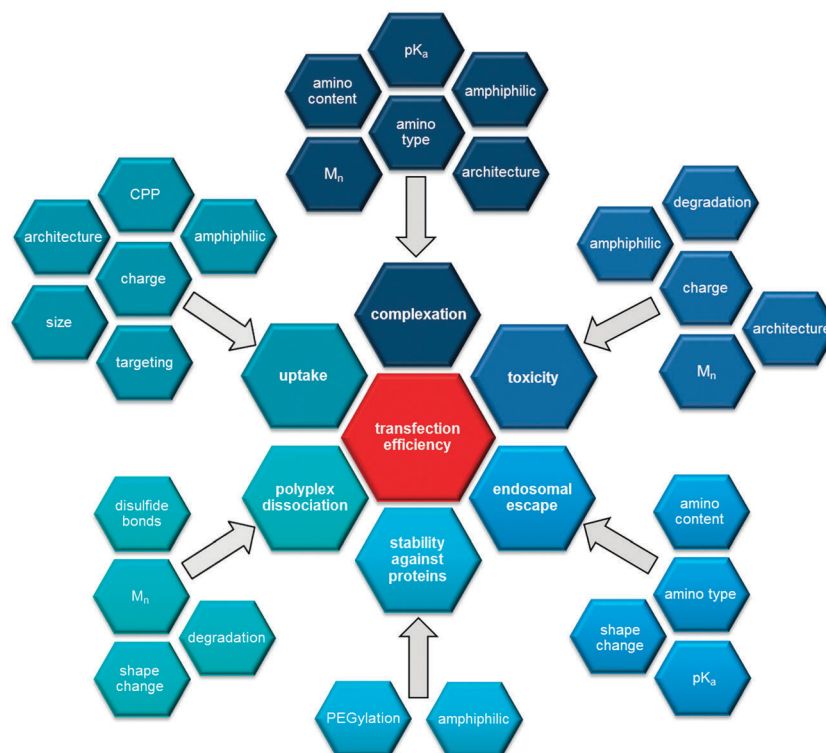 pKₐ
amino
content
amphiphilic
amino
type
Mₙ
architecture
CPP
architecture
amphiphilic
charge
size
targeting
degradation
amphiphilic
charge
architecture
Mₙ
complexation
uptake
toxicity
transfection
efficiency
polyplex
dissociation
endosomal
escape
stability
against
proteins
disulfide
bonds
Mₙ
degradation
shape
change
amino
content
amino type
shape
change
pKₐ
PEGylation
amphiphilic